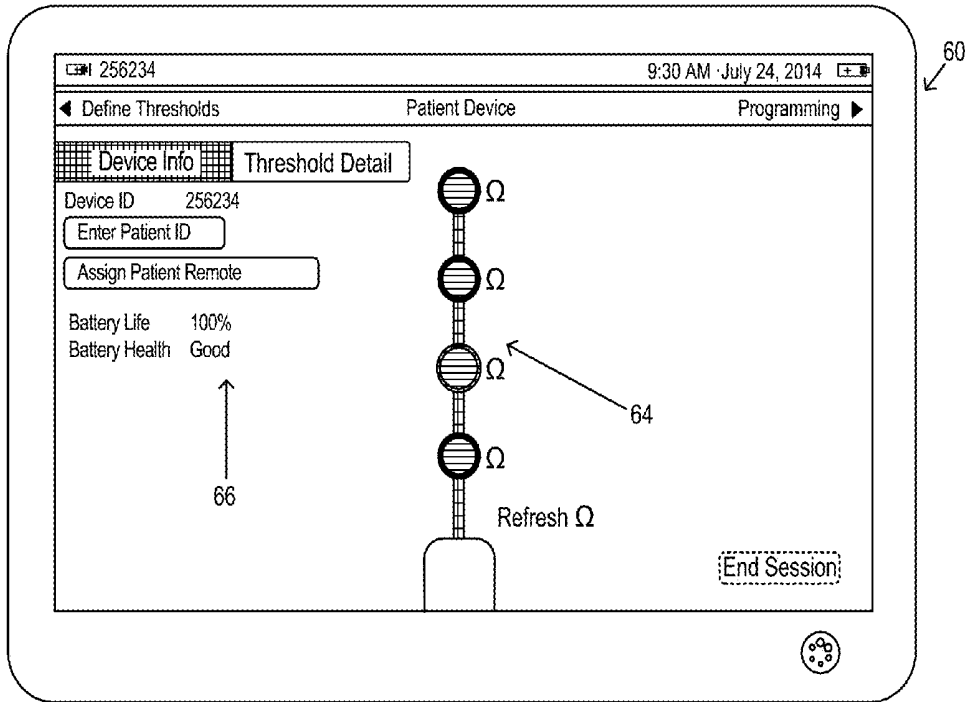 256234 9:30 AM · July 24, 2014
60
◀ Define Thresholds Patient Device Programming ▶
Device Info Threshold Detail
Ω
Device ID 256234
Enter Patient ID
Assign Patient Remote
Ω
Battery Life 100%
Battery Health Good
Ω
64
Ω
66
Refresh Ω
End Session